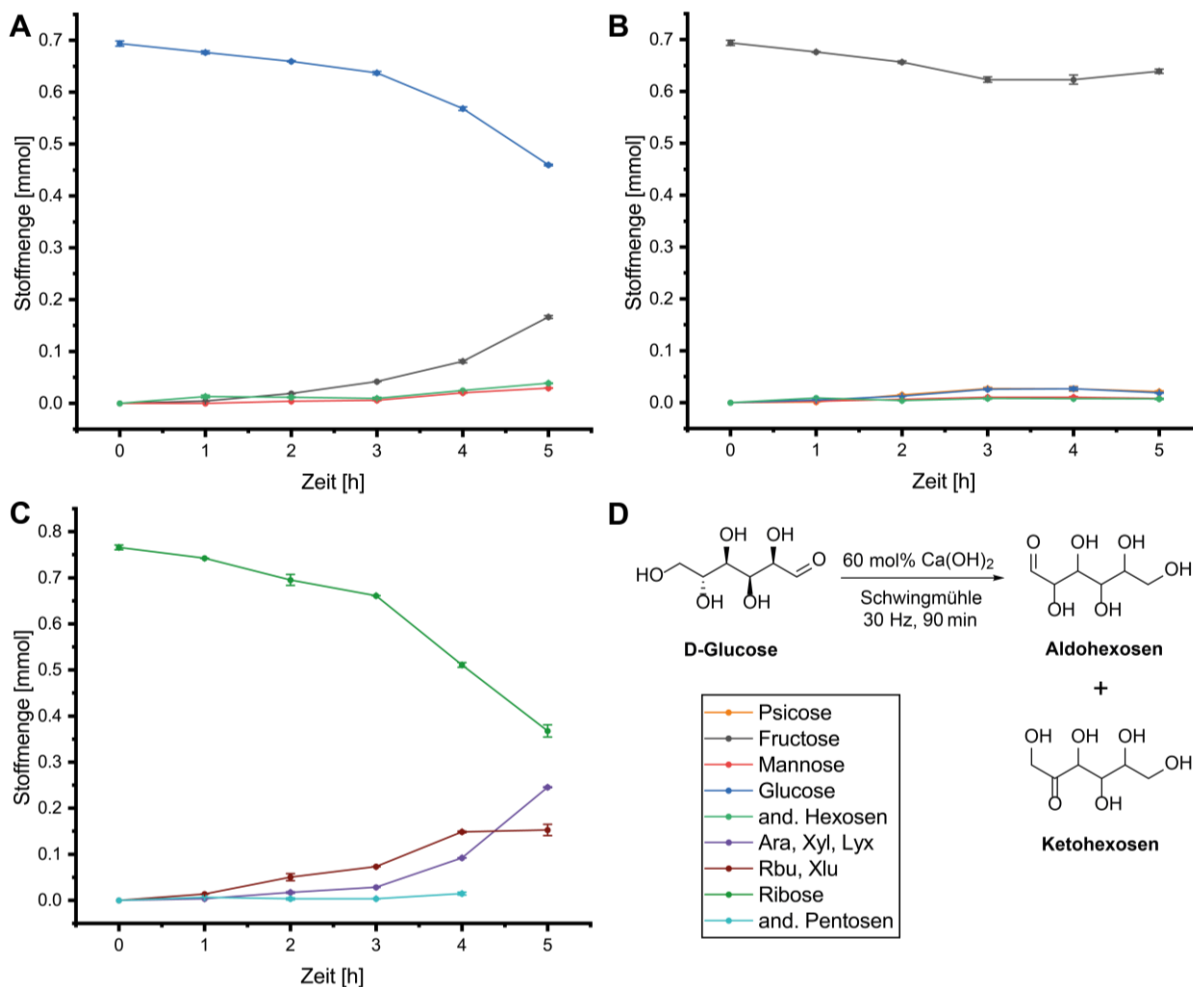 A
Stoffmenge [mmol]
0.7
0.6
0.5
0.4
0.3
0.2
0.1
0.0
0 1 2 3 4 5
Zeit [h]
B
Stoffmenge [mmol]
0.7
0.6
0.5
0.4
0.3
0.2
0.1
0.0
0 1 2 3 4 5
Zeit [h]
C
Stoffmenge [mmol]
0.8
0.7
0.6
0.5
0.4
0.3
0.2
0.1
0.0
0 1 2 3 4 5
Zeit [h]
D
OH OH
HO O
OH OH
D-Glucose
60 mol% Ca(OH)2
Schwingmühle
30 Hz, 90 min
O OH OH
OH
OH OH
Aldohexosen
+
OH OH OH
OH
O OH
Ketohexosen
Psicose
Fructose
Mannose
Glucose
and. Hexosen
Ara, Xyl, Lyx
Rbu, Xlu
Ribose
and. Pentosen